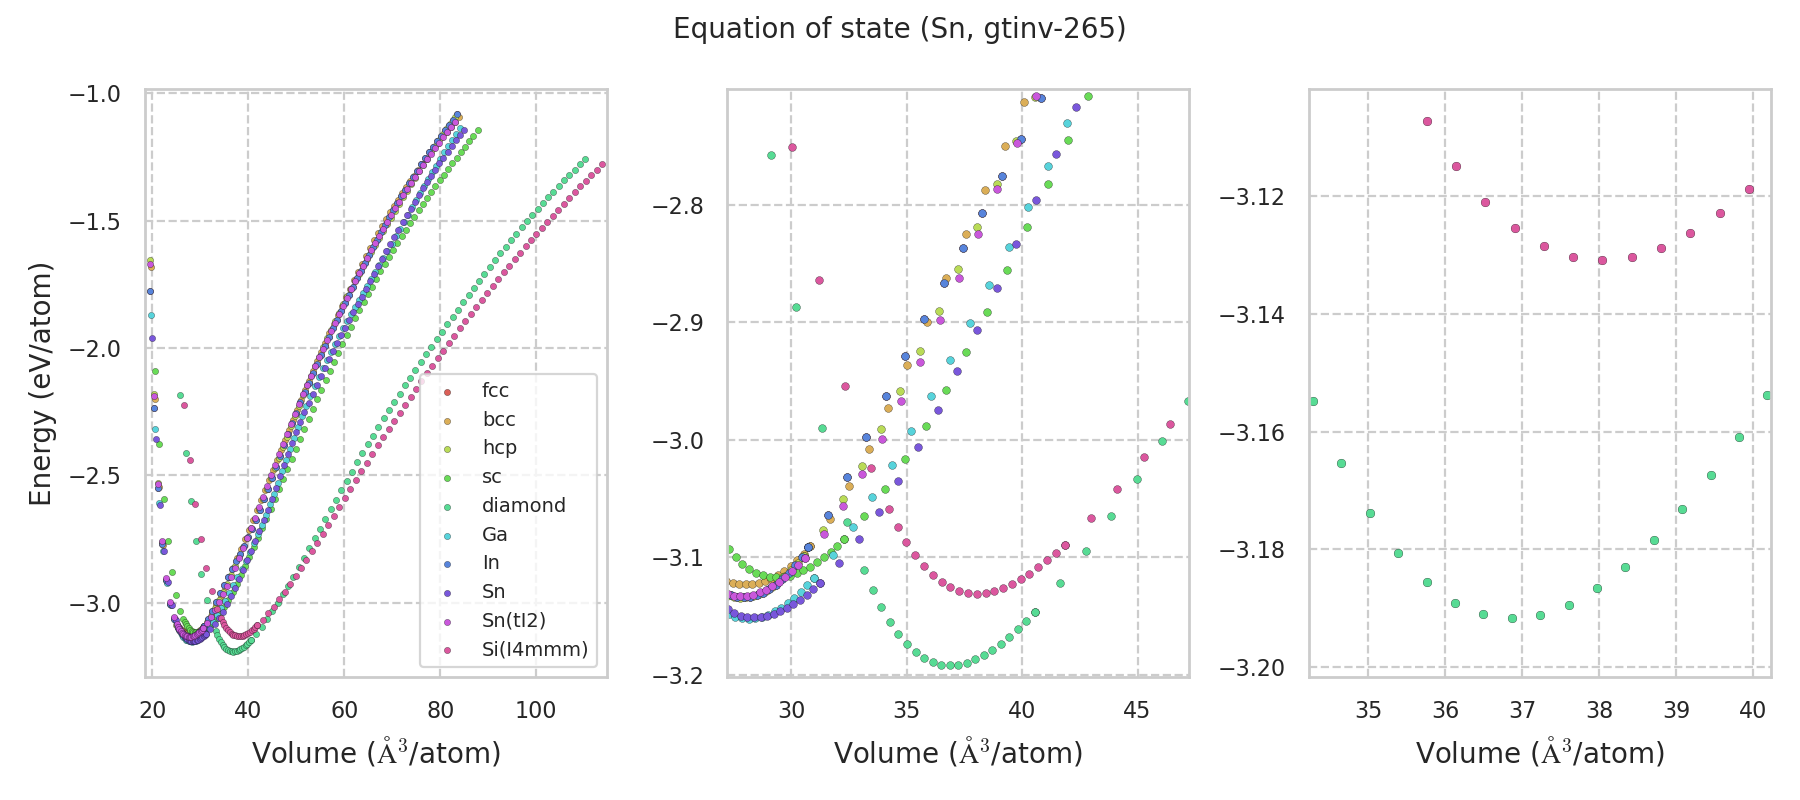 Equation of state (Sn, gtinv-265)
Energy (eV/atom)
−1.0
−1.5
−2.0
−2.5
−3.0
20 40 60 80 100
Volume (Å³/atom)
fcc
bcc
hcp
sc
diamond
Ga
In
Sn
Sn(tI2)
Si(I4mmm)
−2.8
−2.9
−3.0
−3.1
−3.2
30 35 40 45
Volume (Å³/atom)
−3.12
−3.14
−3.16
−3.18
−3.20
35 36 37 38 39 40
Volume (Å³/atom)